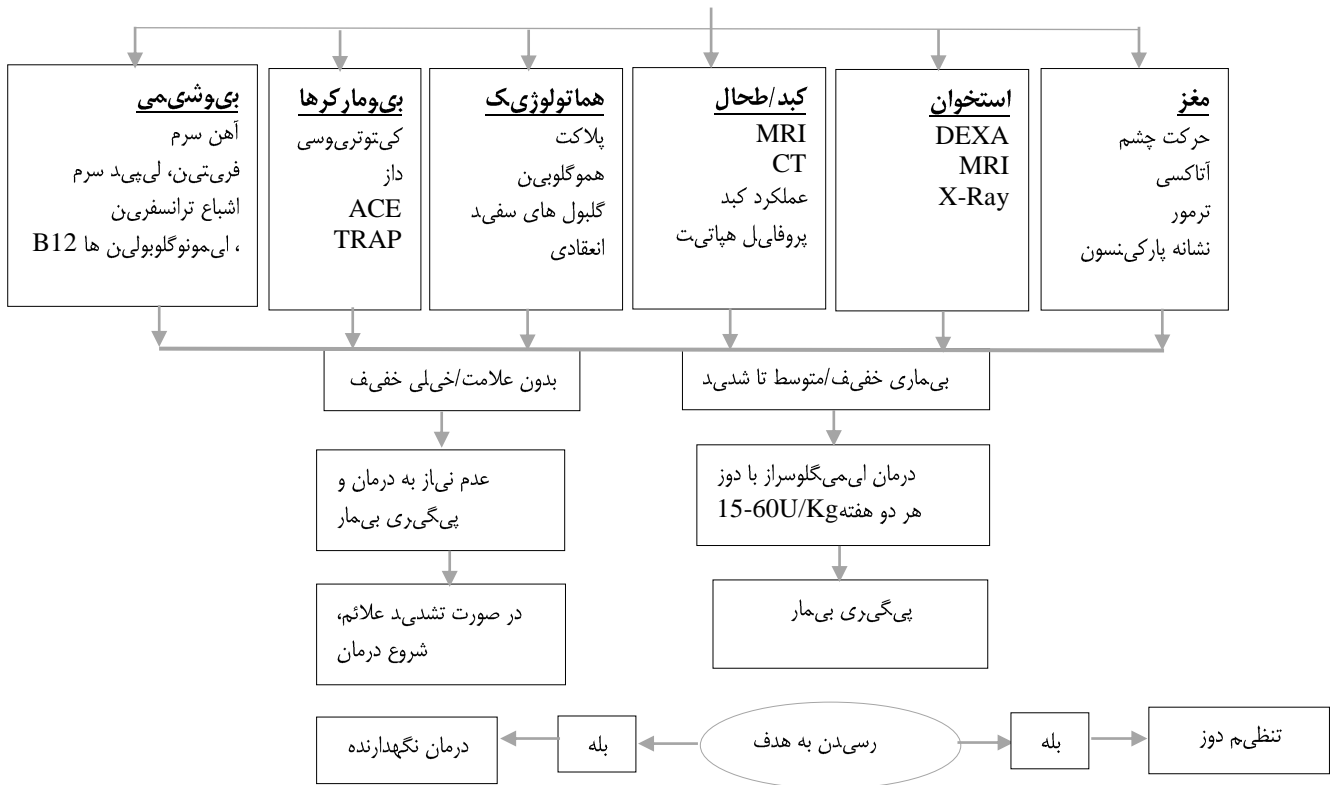 مغز
حرکت چشم
آتاکسی
ترمور
نشانه پارکینسون
استخوان
DEXA
MRI
X-Ray
کبد/طحال
MRI
CT
عملکرد کبد
پروفایل هپاتیت
هماتولوژیک
پلاکت
هموگلوبین
گلبول های سفید
انعقادی
بیومارکرها
کیتوتریوسی
داز
ACE
TRAP
بیوشیمی
آهن سرم
فریتین، لیپید سرم
اشباع ترانسفرین
، ایمونوگلوبولین ها B12
بیماری خفیف/متوسط تا شدید
بدون علامت/خیلی خفیف
درمان ایمیگلوسراز با دوز
هر دو هفته15-60U/Kg
عدم نیاز به درمان و
پیگیری بیمار
پیگیری بیمار
در صورت تشدید علائم،
شروع درمان
تنظیم دوز
بله
رسیدن به هدف
بله
درمان نگهدارنده